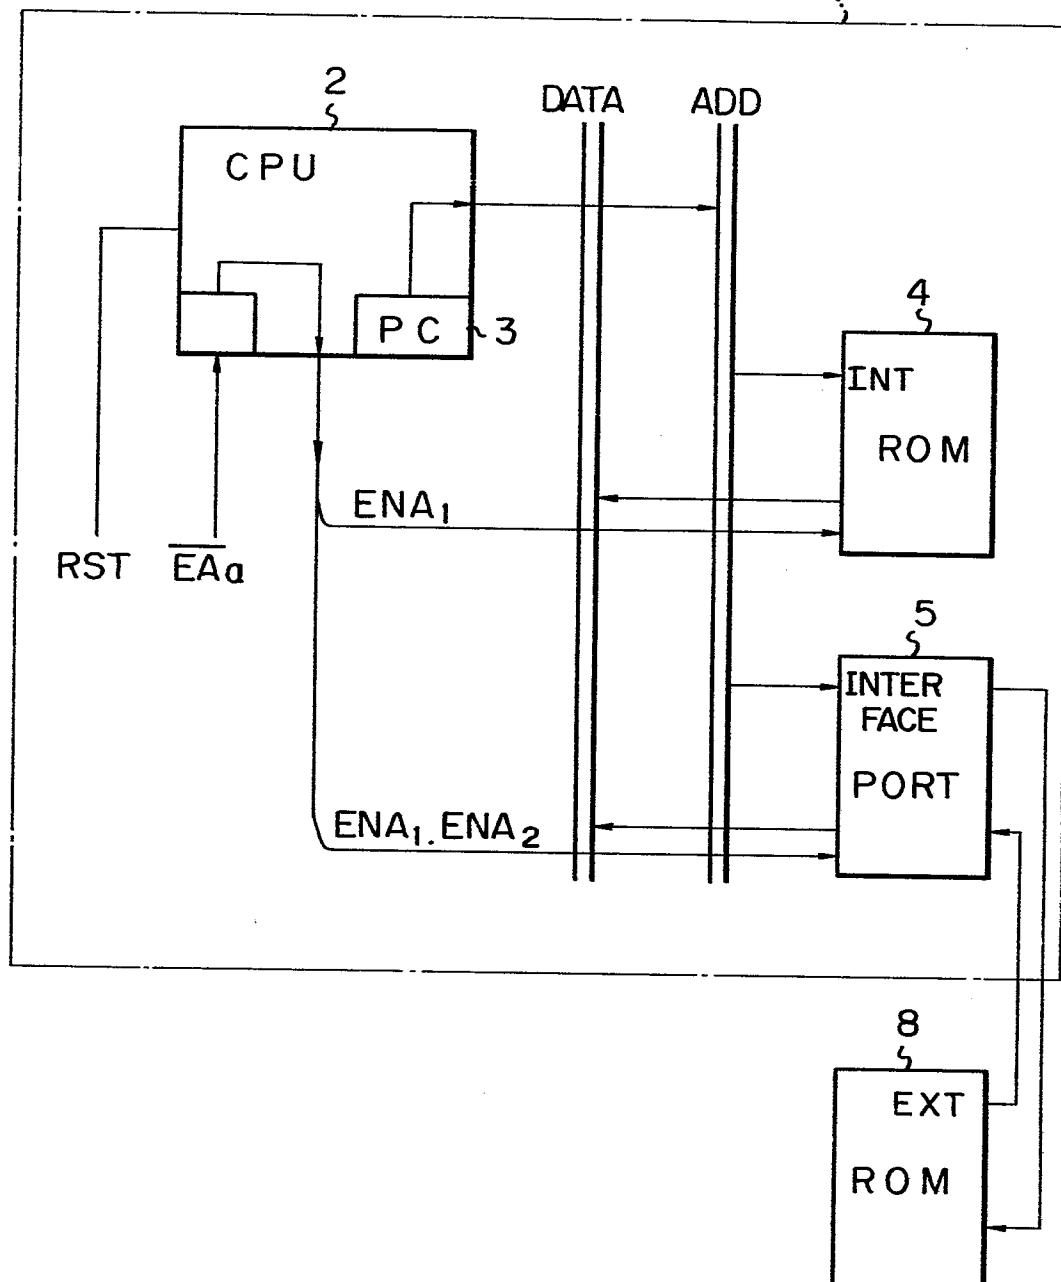 2
DATA
ADD
CPU
PC
3
4
INT
ROM
ENA₁
RST
E̅A̅a
5
INTER
FACE
PORT
ENA₁.ENA₂
8
EXT
ROM